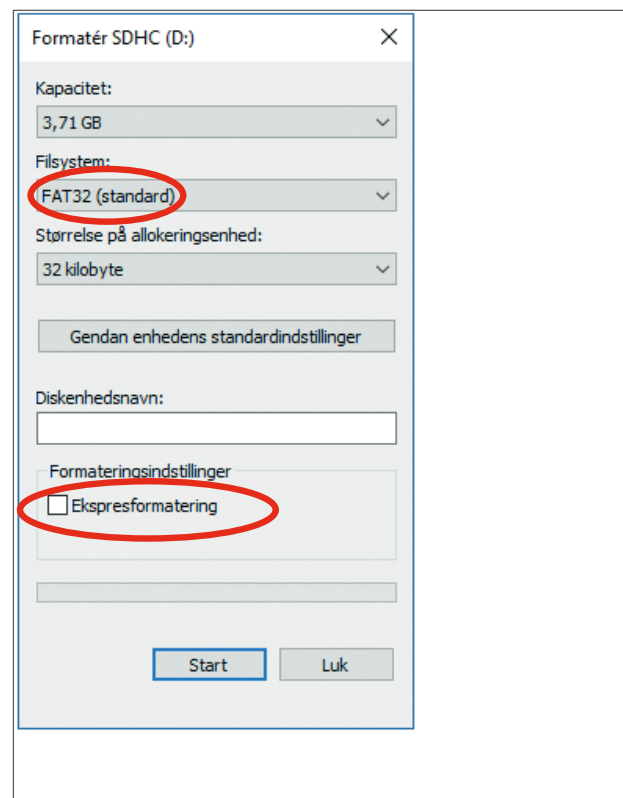 Formatér SDHC (D:)
Kapacitet:
3,71 GB
Filsystem:
FAT32 (standard)
Størrelse på allokeringsenhed:
32 kilobyte
Gendan enhedens standardindstillinger
Diskenhedsnavn:
Formateringsindstillinger
Ekspresformatering
Start Luk